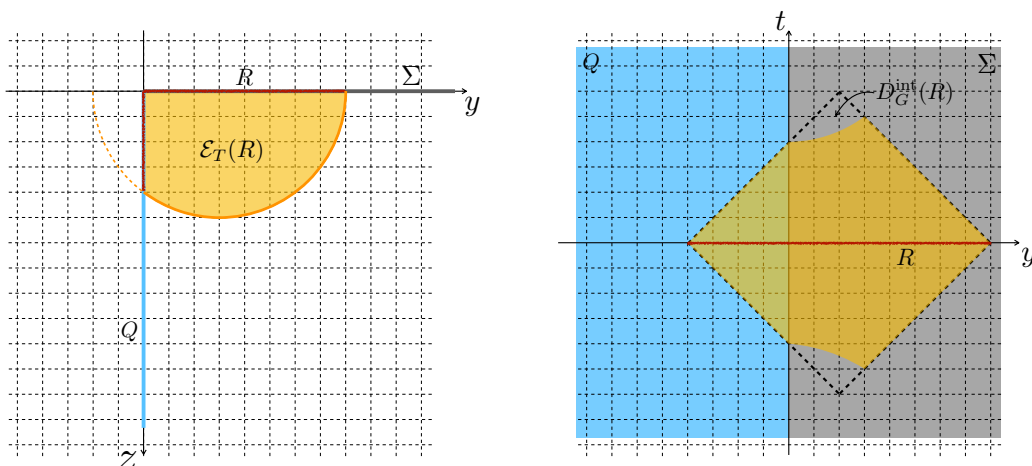 R
Σ
y
𝓔_T(R)
Q
z
t
Q
Σ
D_G^int(R)
R
y